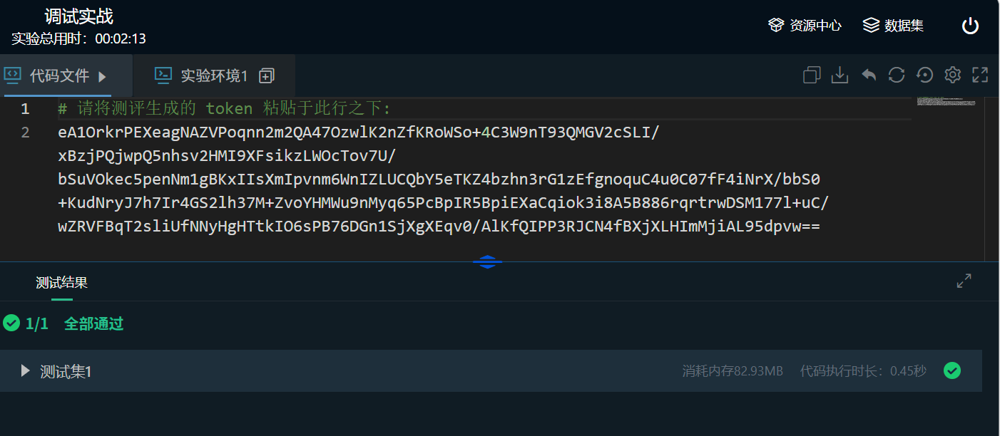 调试实战
实验总用时：00:02:13
资源中心
数据集
代码文件
实验环境1
1 # 请将测评生成的 token 粘贴于此行之下:
2 eA1OrkrPEXeagNAZVPoqnn2m2QA47OzwlK2nZfKRoWSo+4C3W9nT93QMGV2cSLI/
xBzjPQjwpQ5nhsv2HMI9XFsikzLWOcTov7U/
bSuVOkec5penNm1gBKxIIsXmIpvnm6WnIZLUCQbY5eTKZ4bzhn3rG1zEfgnoquC4u0C07fF4iNrX/bbS0
+KudNryJ7h7Ir4GS2lh37M+ZvoYHMWu9nMyq65PcBpIR5BpiEXaCqiok3i8A5B886rqrtrwDSM177l+uC/
wZRVFBqT2sliUfNNyHgHTtkIO6sPB76DGn1SjXgXEqv0/AlKfQIPP3RJCN4fBXjXLHImMjiAL95dpvw==
测试结果
1/1 全部通过
测试集1
消耗内存82.93MB 代码执行时长：0.45秒